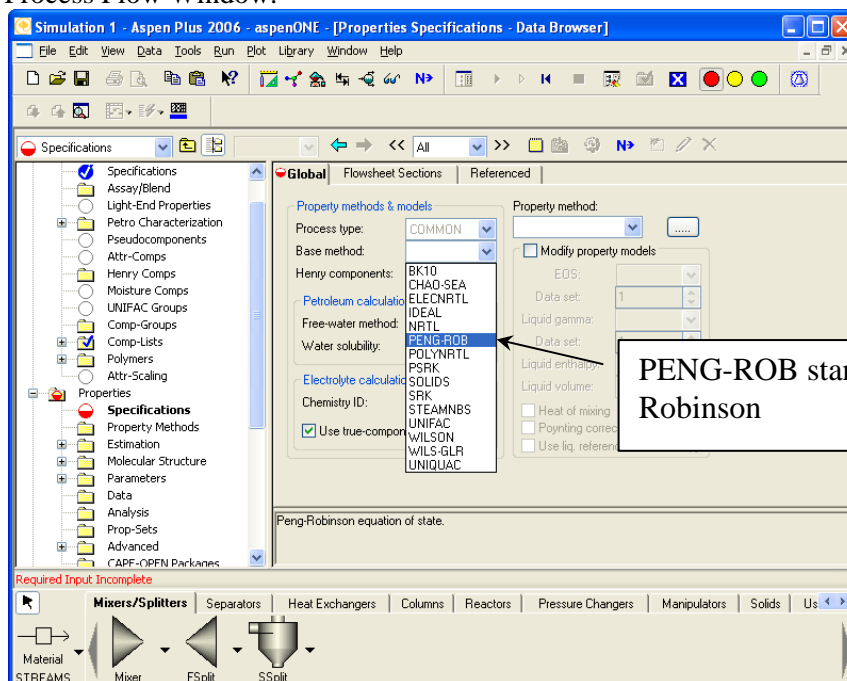 Process Flow Window.
Simulation 1 - Aspen Plus 2006 - aspenONE - [Properties Specifications - Data Browser]
File Edit View Data Tools Run Plot Library Window Help
N>
Specifications
<< All >>
N>
Specifications
Assay/Blend
Light-End Properties
Petro Characterization
Pseudocomponents
Attr-Comps
Henry Comps
Moisture Comps
UNIFAC Groups
Comp-Groups
Comp-Lists
Polymers
Attr-Scaling
Properties
Specifications
Property Methods
Estimation
Molecular Structure
Parameters
Data
Analysis
Prop-Sets
Advanced
CAPE-OPEN Packages
Global Flowsheet Sections Referenced
Property methods & models
Process type: COMMON
Base method:
Henry components:
Petroleum calculatio
Free-water method:
Water solubility:
Electrolyte calculatio
Chemistry ID:
Use true-compon
BK10
CHAO-SEA
ELECNRTL
IDEAL
NRTL
PENG-ROB
POLYNRTL
PSRK
SOLIDS
SRK
STEAMNBS
UNIFAC
WILSON
WILS-GLR
UNIQUAC
Property method:
.....
Modify property models
EOS:
Data set: 1
Liquid gamma:
Data set:
Liquid enthalpy:
Liquid volume:
Heat of mixing
Poynting correc
Use liq. referen
PENG-ROB stan
Robinson
Peng-Robinson equation of state.
Required Input Incomplete
Mixers/Splitters Separators Heat Exchangers Columns Reactors Pressure Changers Manipulators Solids Us
Material
STREAMS
Mixer
FSplit
SSplit